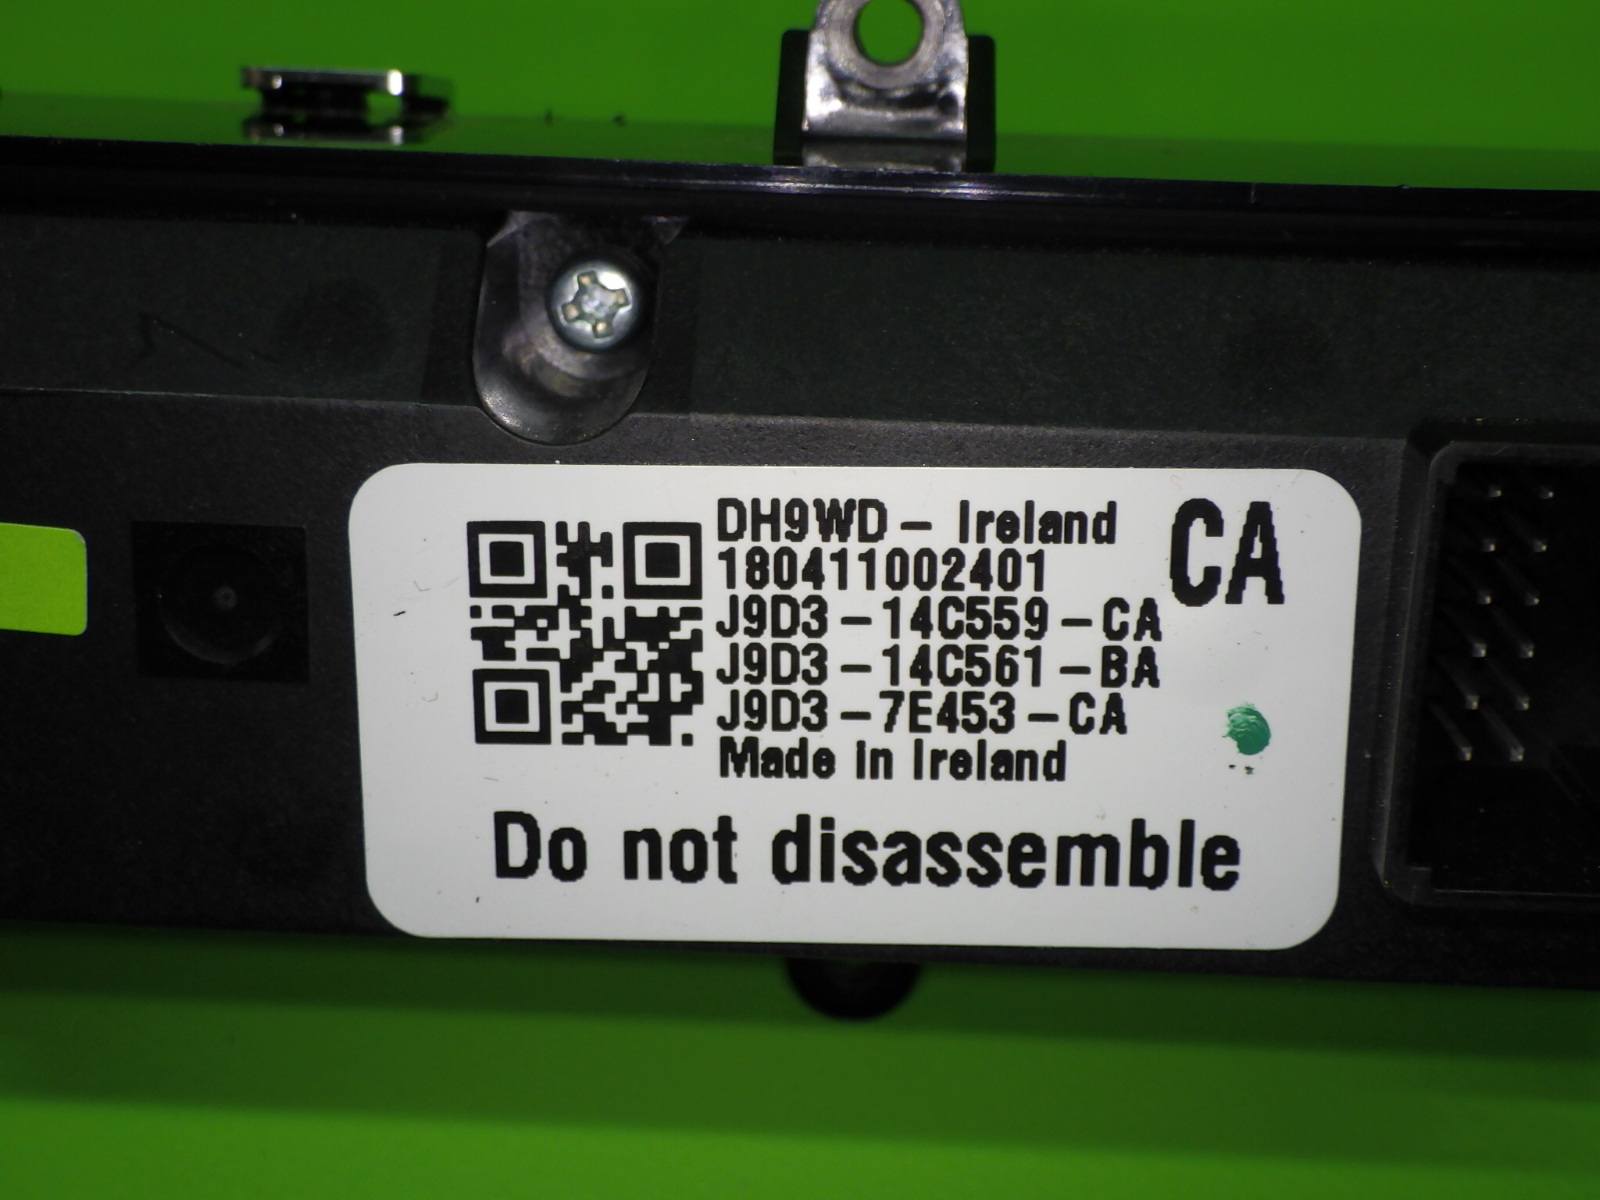 DH9WD - Ireland CA
180411002401
J9D3-14C559-CA
J9D3-14C561-BA
J9D3-7E453-CA
Made in Ireland
Do not disassemble